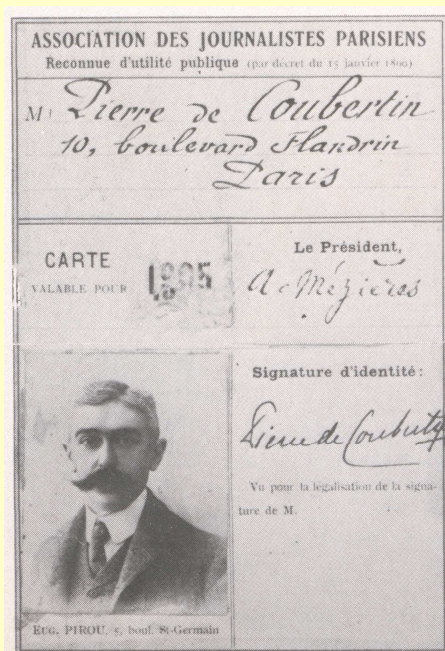 ASSOCIATION DES JOURNALISTES PARISIENS
Reconnue d'utilité publique (par décret du 15 janvier 1890)
M Pierre de Coubertin
10, boulevard Flandrin
Paris
CARTE
VALABLE POUR
Le Président,
A. Mézières
Signature d'identité :
Pierre de Coubertin
Vu pour la légalisation de la signa-
ture de M.
EUG. PIROU, 5, boul. St-Germain